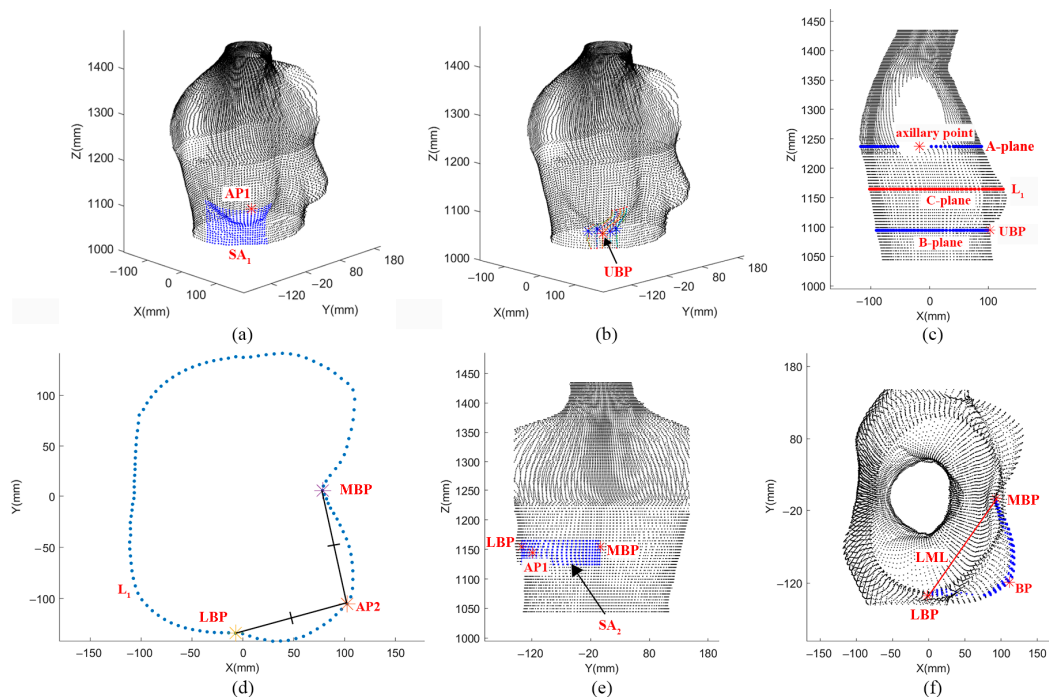 1400
1300
1200
1100
1000
Z(mm)
AP1
SA1
−100
0
100
X(mm)
−120
−20
80
180
Y(mm)
(a)
1400
1300
1200
1100
1000
Z(mm)
UBP
−100
0
100
X(mm)
−120
−20
80
180
Y(mm)
(b)
1450
1400
1350
1300
1250
1200
1150
1100
1050
1000
Z(mm)
axillary point
A-plane
L1
C-plane
UBP
B-plane
−100
0
100
X(mm)
(c)
100
50
0
−50
−100
Y(mm)
MBP
L1
LBP
AP2
−150
−100
−50
0
50
100
150
X(mm)
(d)
1450
1400
1350
1300
1250
1200
1150
1100
1050
1000
Z(mm)
LBP
MBP
AP1
SA2
−120
−20
80
180
Y(mm)
(e)
180
80
−20
−120
Y(mm)
MBP
LML
BP
LBP
−150
−100
−50
0
50
100
150
X(mm)
(f)